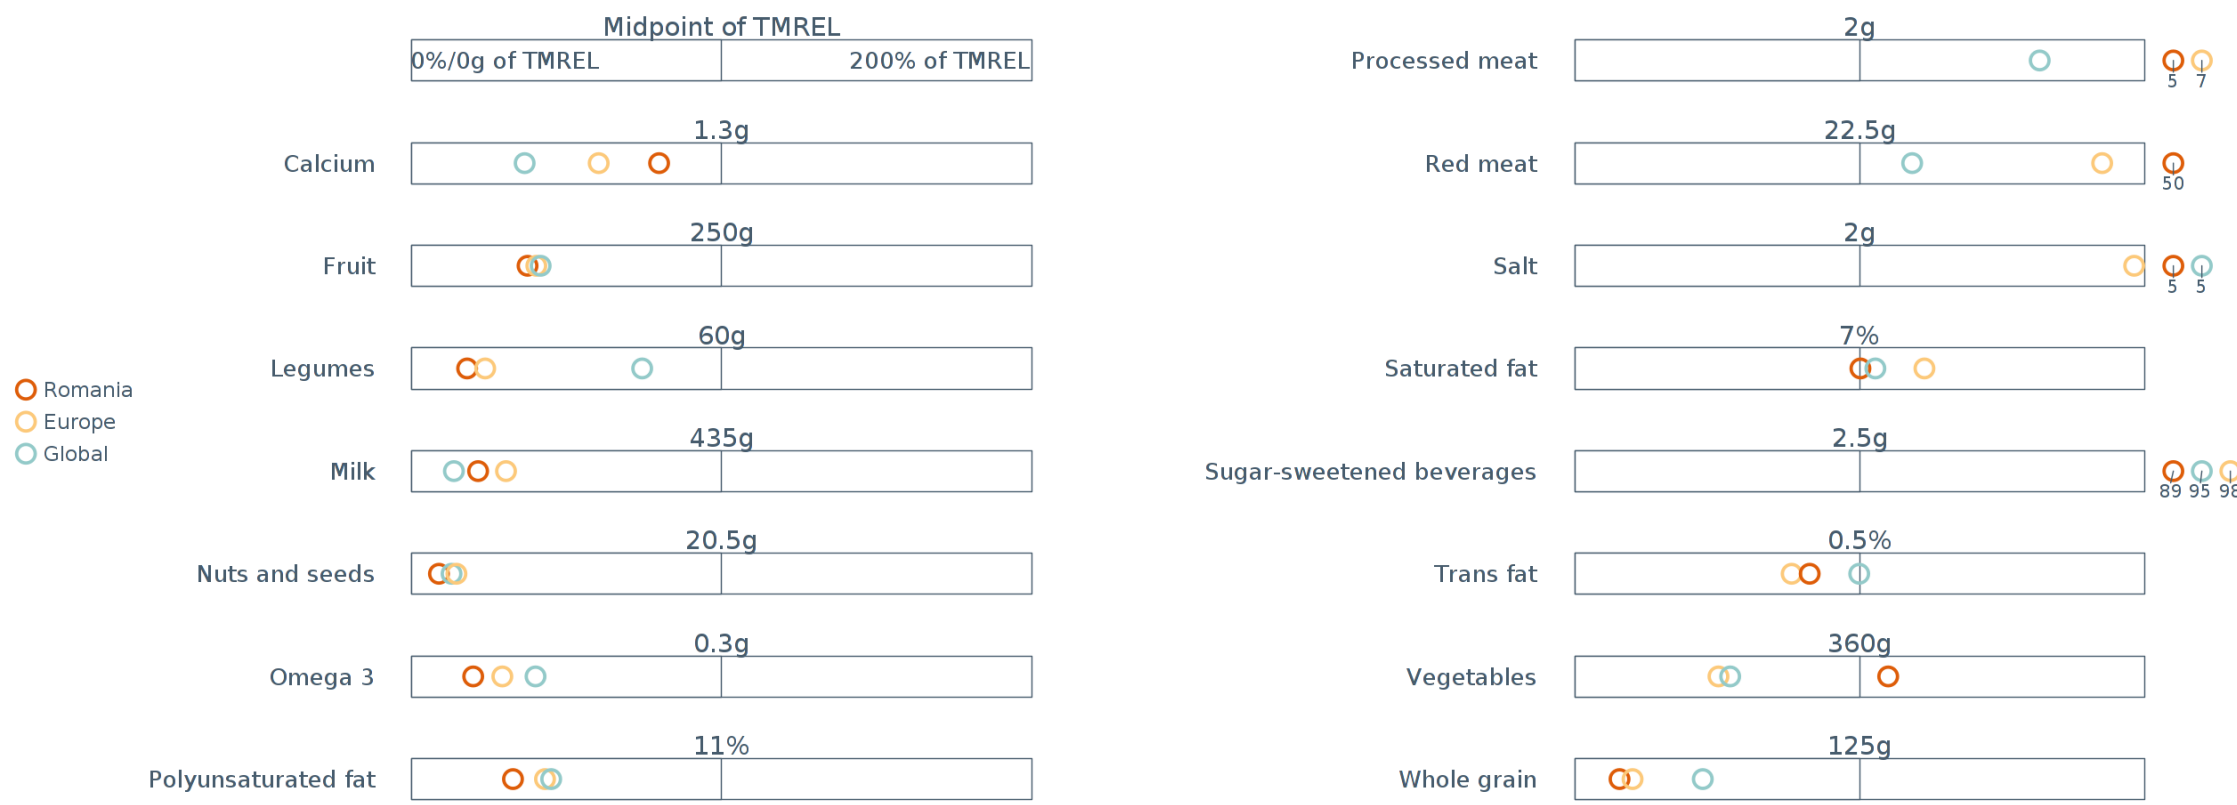 Midpoint of TMREL
0%/0g of TMREL
200% of TMREL
1.3g
Calcium
250g
Fruit
60g
Legumes
435g
Milk
20.5g
Nuts and seeds
0.3g
Omega 3
11%
Polyunsaturated fat
Romania
Europe
Global
2g
Processed meat
5 7
22.5g
Red meat
50
2g
Salt
5 5
7%
Saturated fat
2.5g
Sugar-sweetened beverages
89 95 98
0.5%
Trans fat
360g
Vegetables
125g
Whole grain